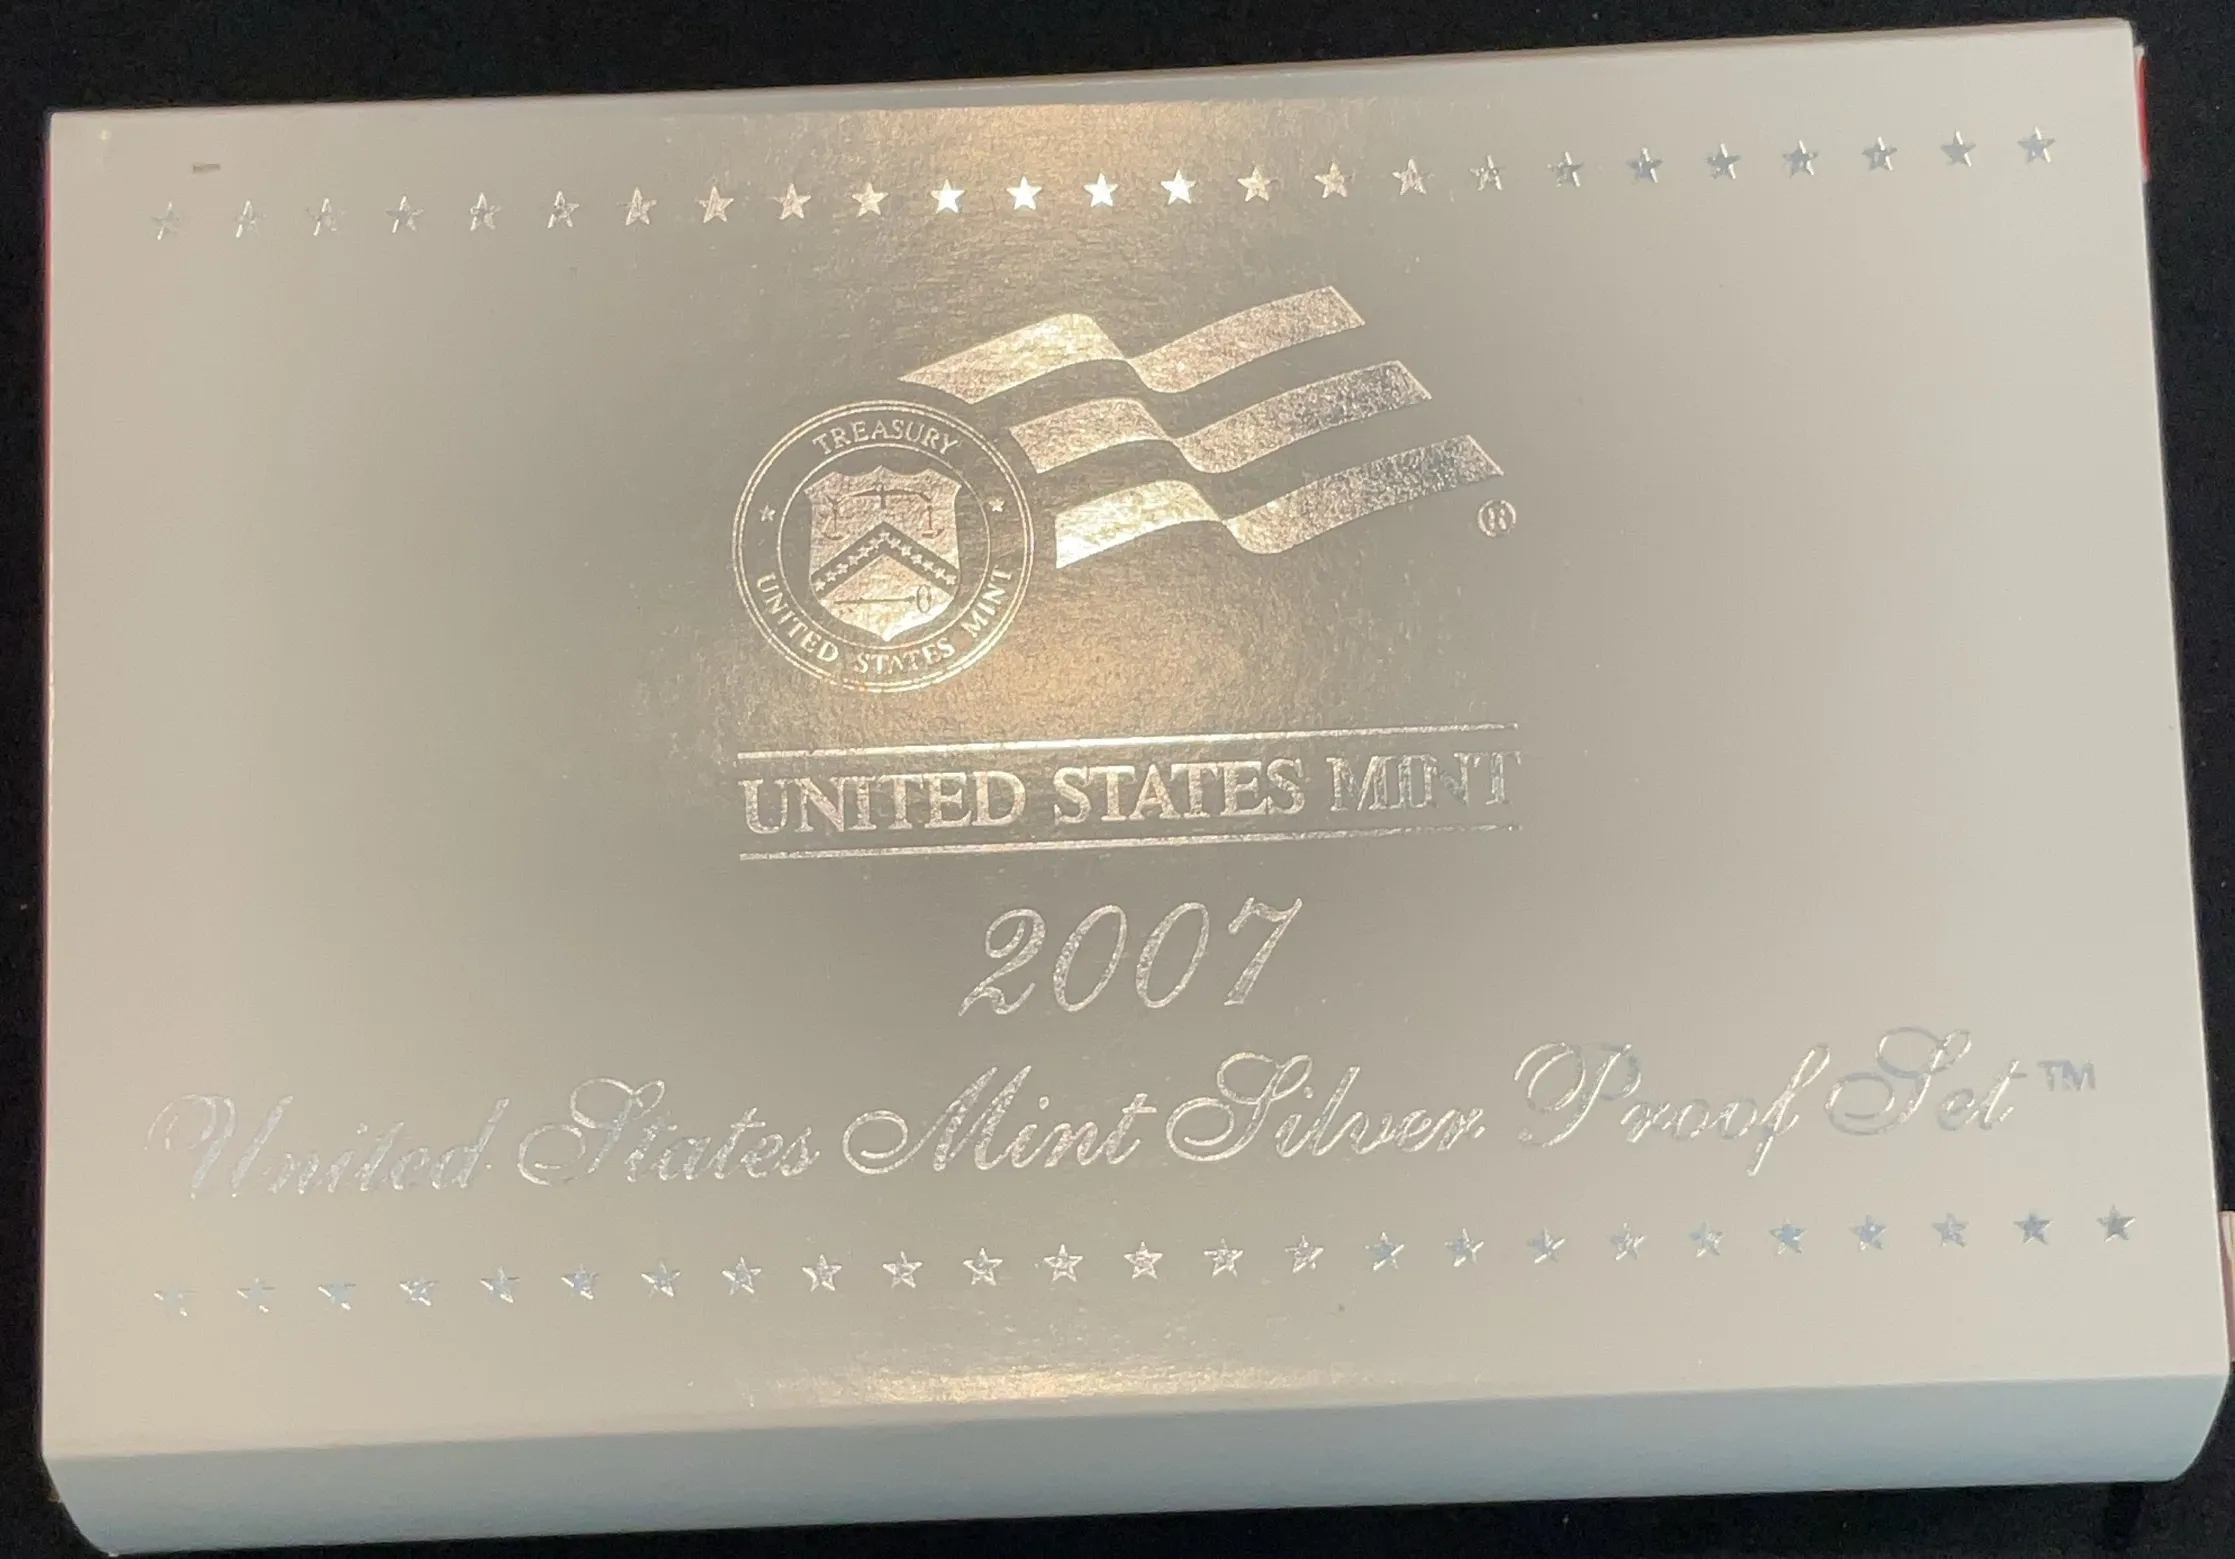 TREASURY
UNITED STATES MINT
®
UNITED STATES MINT
2007
United States Mint Silver Proof Set™